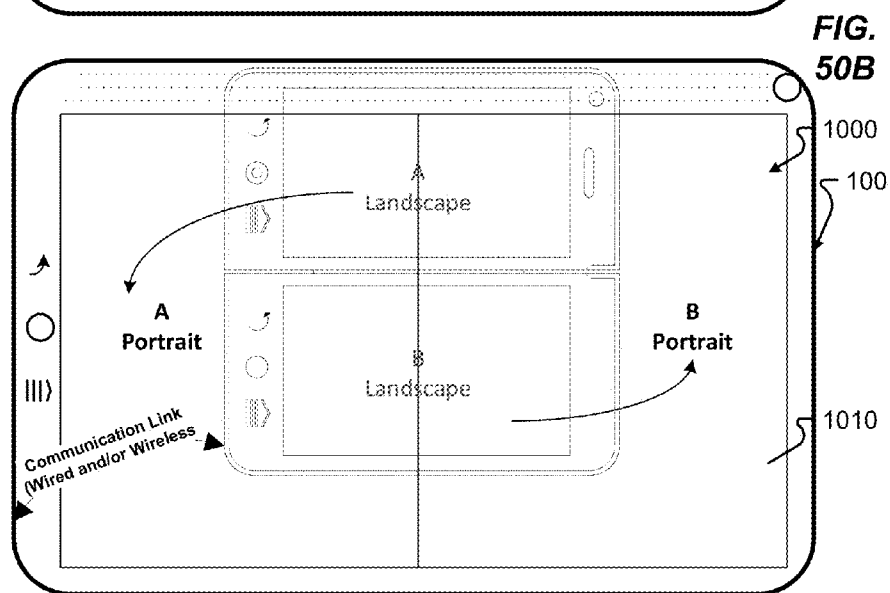 FIG.
50B
1000
100
A
Landscape
A
Portrait
B
Portrait
B
Landscape
1010
Communication Link
(Wired and/or Wireless